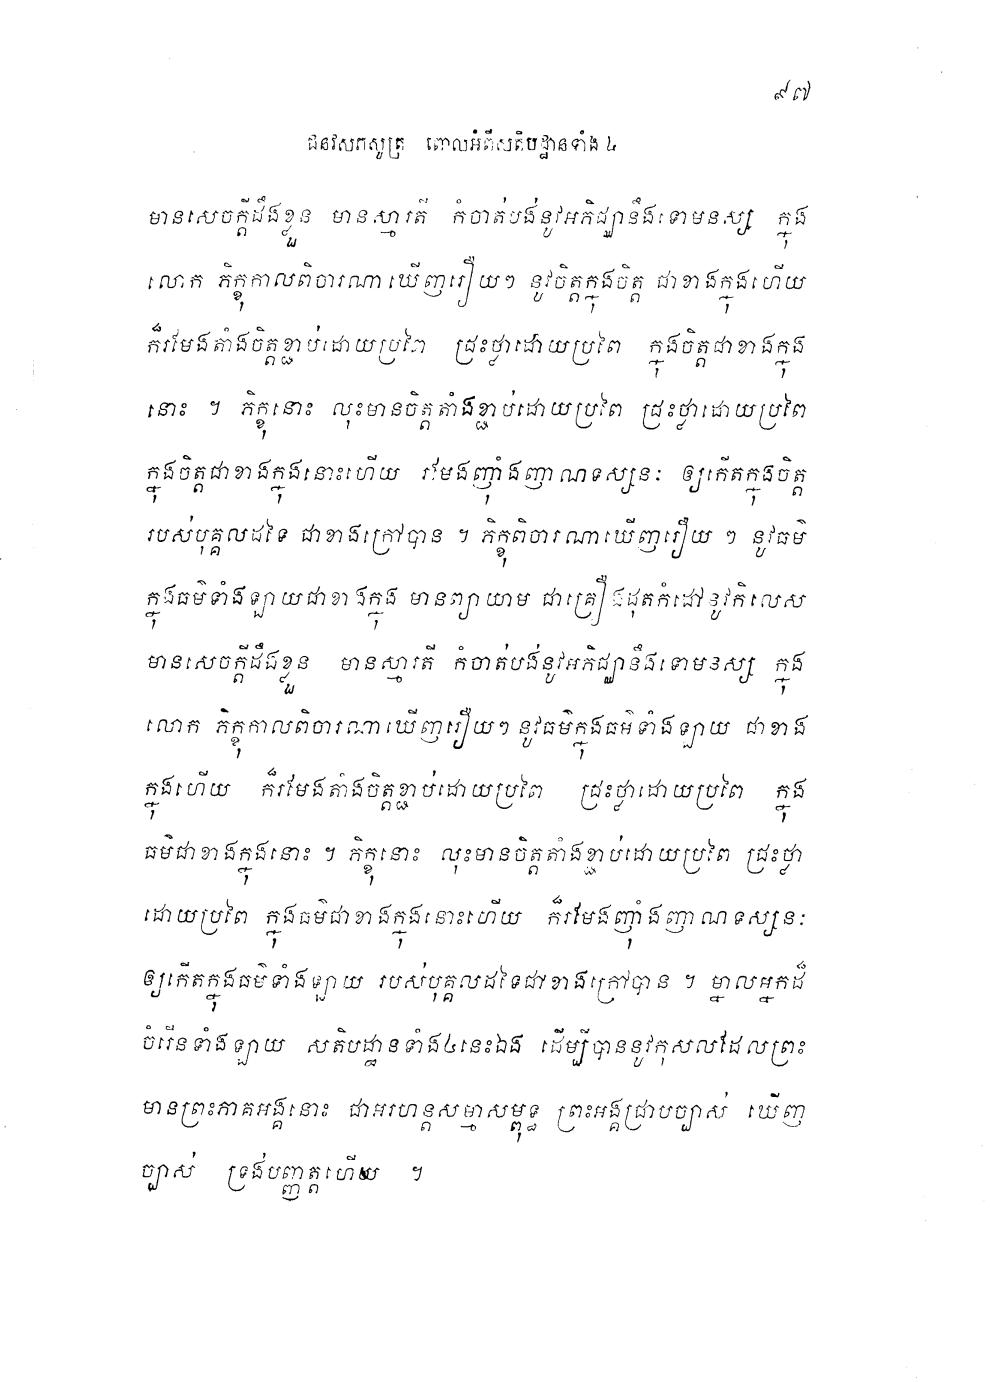 ៩៧
ជនវសភសូត្រ ពោលអំពីសតិប្បដ្ឋានទាំង ៤
មានសេចក្តីដឹងខ្លួន មានស្មារតី កំចាត់បង់នូវអភិជ្ឈានឹងទោមនស្ស ក្នុង
លោក ភិក្ខុកាលពិចារណាឃើញរឿយៗ នូវចិត្តក្នុងចិត្ត ជាខាងក្នុងហើយ
ក៏រមែងតាំងចិត្តខ្ជាប់ដោយប្រពៃ ជ្រះថ្លាដោយប្រពៃ ក្នុងចិត្តជាខាងក្នុង
នោះ ។ ភិក្ខុនោះ លុះមានចិត្តតាំងខ្ជាប់ដោយប្រពៃ ជ្រះថ្លាដោយប្រពៃ
ក្នុងចិត្តជាខាងក្នុងនោះហើយ រមែងញ៉ាំងញាណទស្សនៈ ឲ្យកើតក្នុងចិត្ត
របស់បុគ្គលដទៃ ជាខាងក្រៅបាន ។ ភិក្ខុពិចារណាឃើញរឿយ ៗ នូវធម៌
ក្នុងធម៌ទាំងឡាយជាខាងក្នុង មានព្យាយាម ជាគ្រឿងដុតកំដៅនូវកិលេស
មានសេចក្តីដឹងខ្លួន មានស្មារតី កំចាត់បង់នូវអភិជ្ឈានឹងទោមនស្ស ក្នុង
លោក ភិក្ខុកាលពិចារណាឃើញរឿយៗ នូវធម៌ក្នុងធម៌ទាំងឡាយ ជាខាង
ក្នុងហើយ ក៏រមែងតាំងចិត្តខ្ជាប់ដោយប្រពៃ ជ្រះថ្លាដោយប្រពៃ ក្នុង
ធម៌ជាខាងក្នុងនោះ ។ ភិក្ខុនោះ លុះមានចិត្តតាំងខ្ជាប់ដោយប្រពៃ ជ្រះថ្លា
ដោយប្រពៃ ក្នុងធម៌ជាខាងក្នុងនោះហើយ ក៏រមែងញ៉ាំងញាណទស្សនៈ
ឲ្យកើតក្នុងធម៌ទាំងឡាយ របស់បុគ្គលដទៃជាខាងក្រៅបាន ។ ម្នាលអ្នកដ៏
ចំរើនទាំងឡាយ សតិបដ្ឋានទាំង៤នេះឯង ដើម្បីបាននូវកុសលដែលព្រះ
មានព្រះភាគអង្គនោះ ជាអរហន្តសម្មាសម្ពុទ្ធ ព្រះអង្គជ្រាបច្បាស់ ឃើញ
ច្បាស់ ទ្រង់បញ្ញត្តហើយ ។